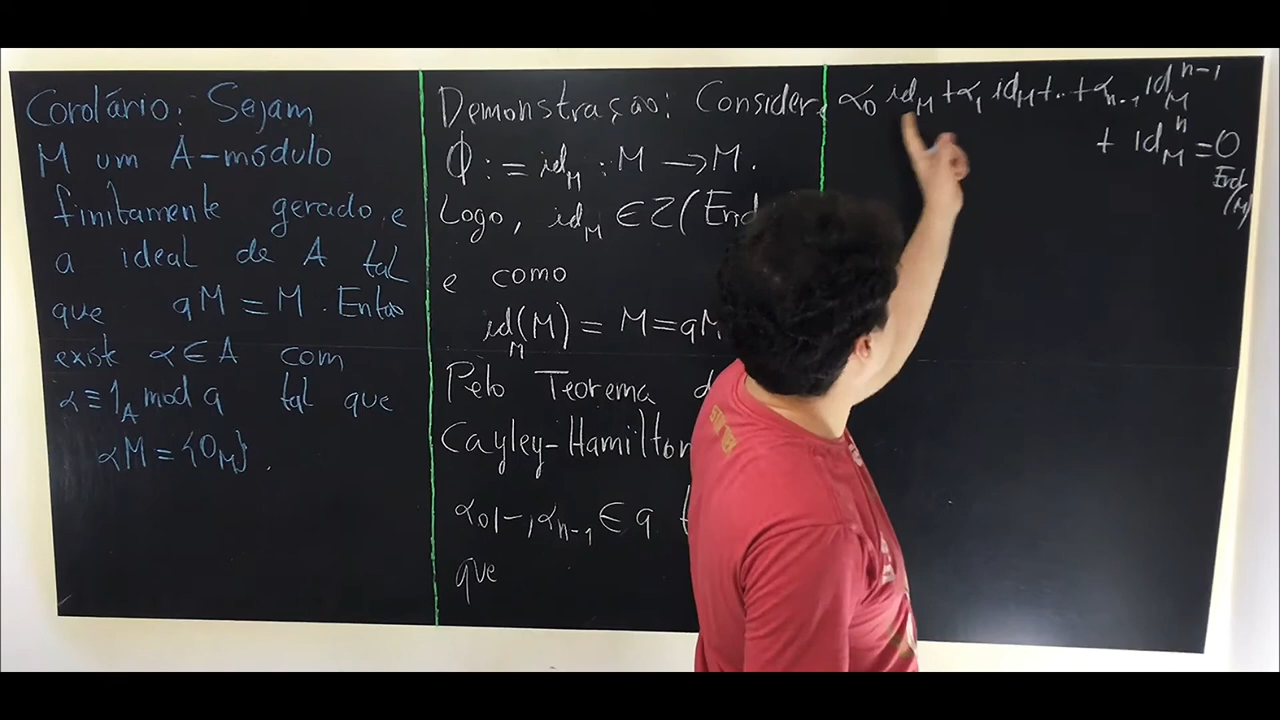 Corolário: Sejam
M um A-módulo
finitamente gerado e
a ideal de A tal
que aM = M. Então
existe α ∈ A com
α ≡ 1_A mod a tal que
αM = {0_M}.
Demonstração: Consider
Φ := id_M : M → M.
Logo, id_M ∈ Z(End
e como
id_M(M) = M = aM
Pelo Teorema d
Cayley-Hamilton
α_0, –, α_{n-1} ∈ a t
que
α_0 id_M + α_1 id_M + .. + α_{n-1} id_M^{n-1}
+ id_M^n = 0_{End(M)}